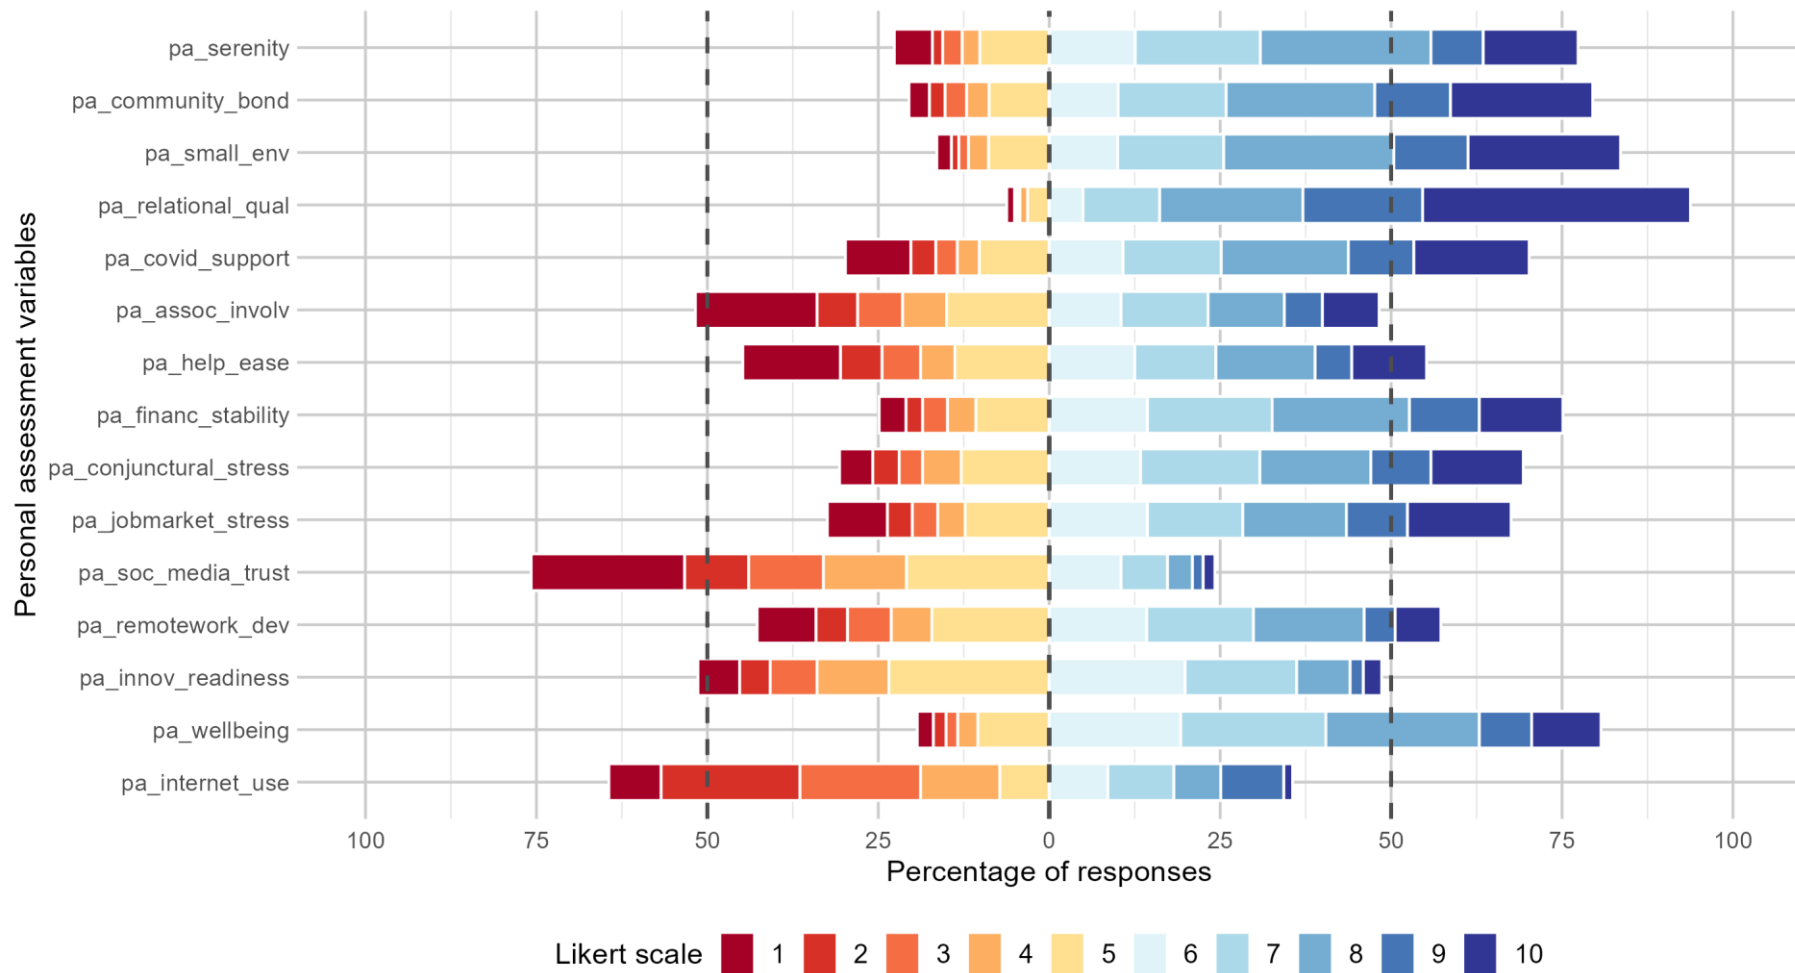 pa_serenity
pa_community_bond
pa_small_env
pa_relational_qual
pa_covid_support
pa_assoc_involv
pa_help_ease
pa_financ_stability
pa_conjunctural_stress
pa_jobmarket_stress
pa_soc_media_trust
pa_remotework_dev
pa_innov_readiness
pa_wellbeing
pa_internet_use
Personal assessment variables
100 75 50 25 0 25 50 75 100
Percentage of responses
Likert scale 1 2 3 4 5 6 7 8 9 10